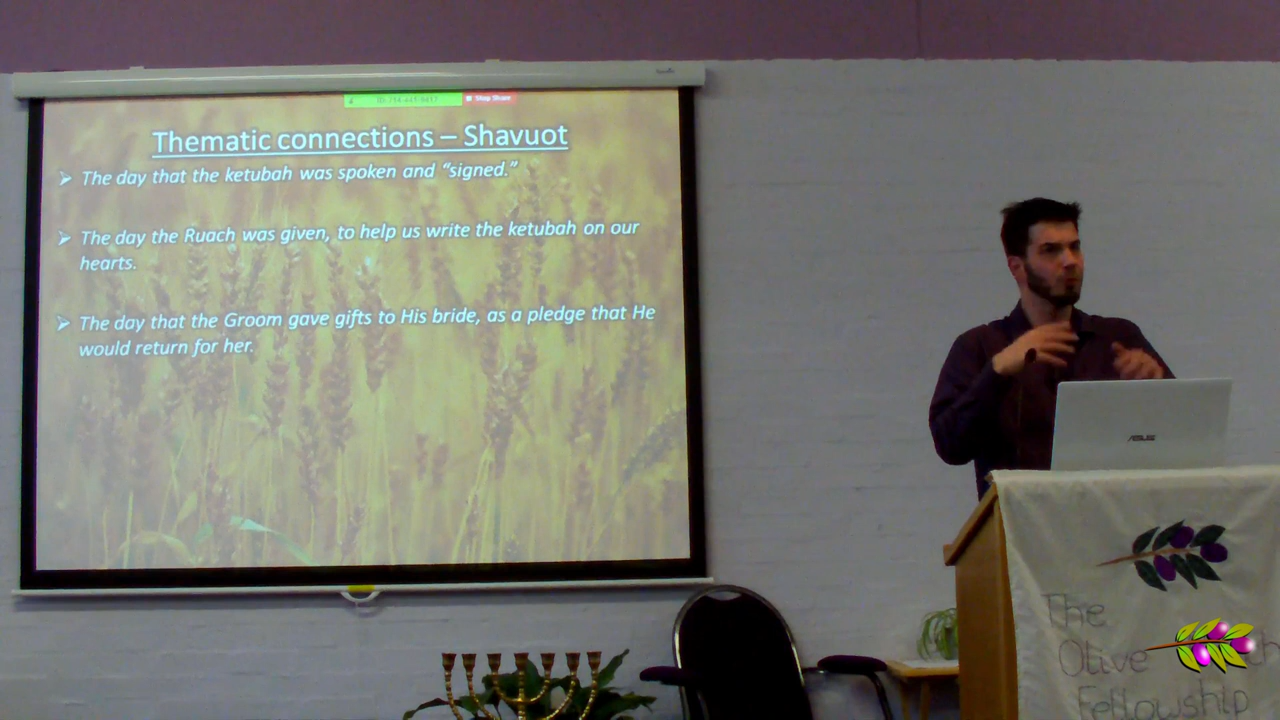 Stop Share
Thematic connections – Shavuot
The day that the ketubah was spoken and “signed.”
The day the Ruach was given, to help us write the ketubah on our
hearts.
The day that the Groom gave gifts to His bride, as a pledge that He
would return for her.
ASUS
The
Olive
Fellowship